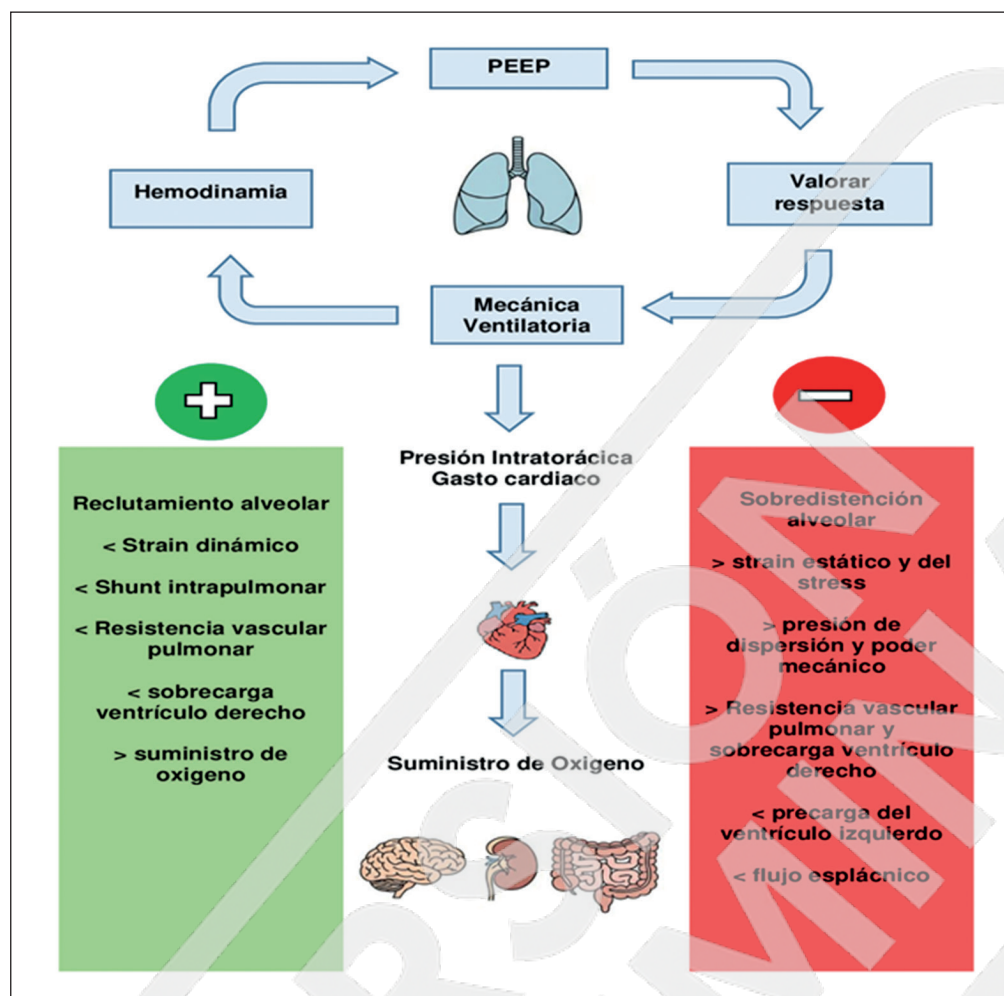 PEEP
Hemodinamia
Valorar
respuesta
Mecánica
Ventilatoria
Reclutamiento alveolar
< Strain dinámico
< Shunt intrapulmonar
< Resistencia vascular
pulmonar
< sobrecarga
ventrículo derecho
> suministro de
oxigeno
Presión Intratorácica
Gasto cardiaco
Suministro de Oxigeno
Sobredistención
alveolar
> strain estático y del
stress
> presión de
dispersión y poder
mecánico
> Resistencia vascular
pulmonar y
sobrecarga ventrículo
derecho
< precarga del
ventrículo izquierdo
< flujo esplácnico